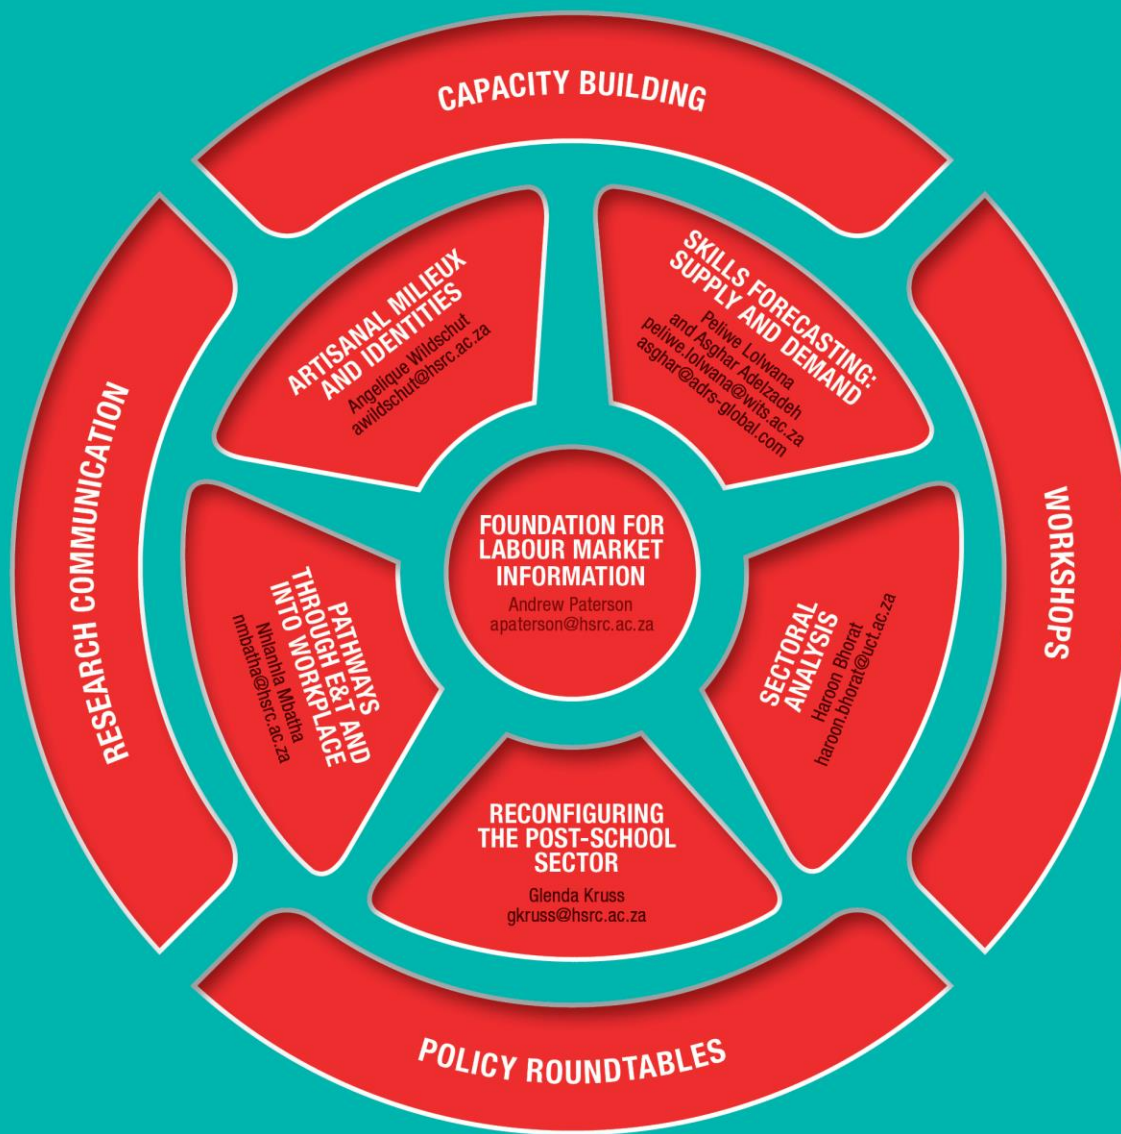 CAPACITY BUILDING
ARTISANAL MILIEUX
AND IDENTITIES
Angelique Wildschut
awildschut@hsrc.ac.za
SKILLS FORECASTING:
SUPPLY AND DEMAND
Peliwe Lolwana
and Asghar Adelzadeh
peliwe.lolwana@wits.ac.za
asghar@adrs-global.com
RESEARCH COMMUNICATION
WORKSHOPS
FOUNDATION FOR
LABOUR MARKET
INFORMATION
Andrew Paterson
apaterson@hsrc.ac.za
PATHWAYS
THROUGH E&T AND
INTO WORKPLACE
Nhlanhla Mbatha
nmbatha@hsrc.ac.za
SECTORAL
ANALYSIS
Haroon Bhorat
haroon.bhorat@uct.ac.za
RECONFIGURING
THE POST-SCHOOL
SECTOR
Glenda Kruss
gkruss@hsrc.ac.za
POLICY ROUNDTABLES